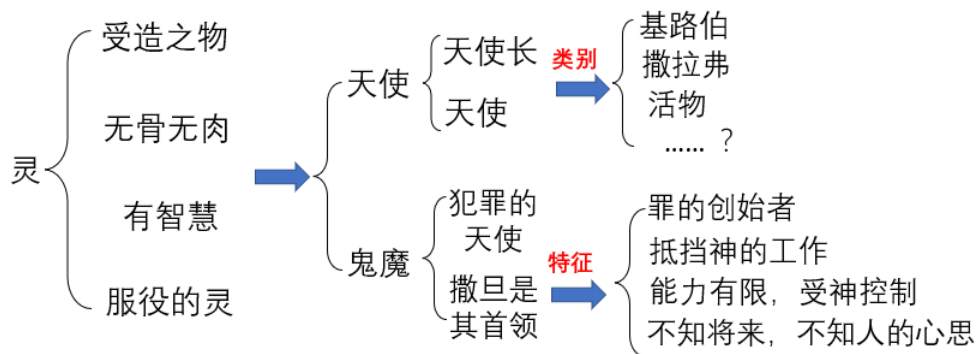 灵
受造之物
无骨无肉
有智慧
服役的灵
天使
天使长
天使
类别
基路伯
撒拉弗
活物
…… ?
鬼魔
犯罪的
天使
撒旦是
其首领
特征
罪的创始者
抵挡神的工作
能力有限，受神控制
不知将来，不知人的心思